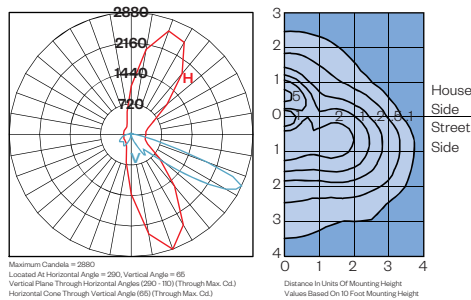 2880
2160
1440
720
H
V
Maximum Candela = 2880
Located At Horizontal Angle = 290, Vertical Angle = 65
Vertical Plane Through Horizontal Angles (290 - 110) (Through Max. Cd.)
Horizontal Cone Through Vertical Angle (65) (Through Max. Cd.)
3
2
1
0
1
2
3
4
5
2 1 .2 .5 .1
House
Side
Street
Side
0 1 2 3 4
Distance In Units Of Mounting Height
Values Based On 10 Foot Mounting Height